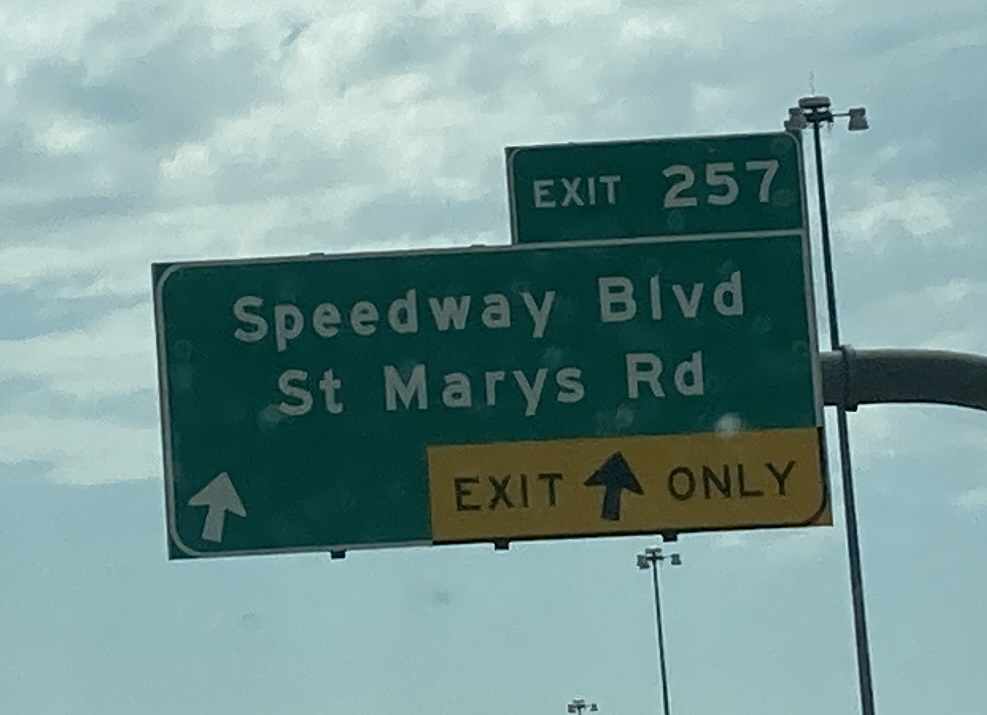 EXIT 257
Speedway Blvd
St Marys Rd
EXIT ONLY